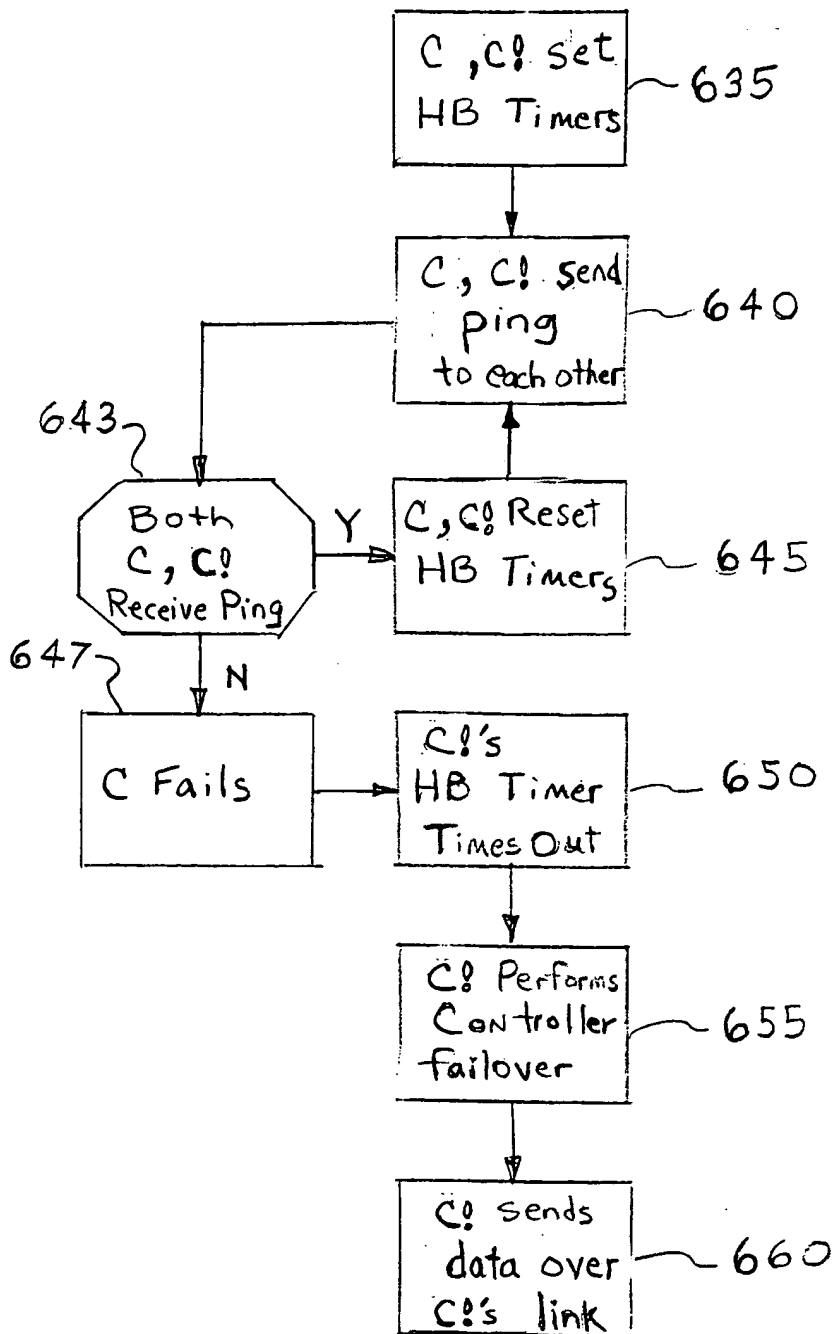 C, C! set
HB Timers
635
C, C! send
ping
to each other
640
643
Both
C, C!
Receive Ping
Y
C, C! Reset
HB Timers
645
647
N
C Fails
C!'s
HB Timer
Times Out
650
C! Performs
Controller
failover
655
C! sends
data over
C!'s link
660